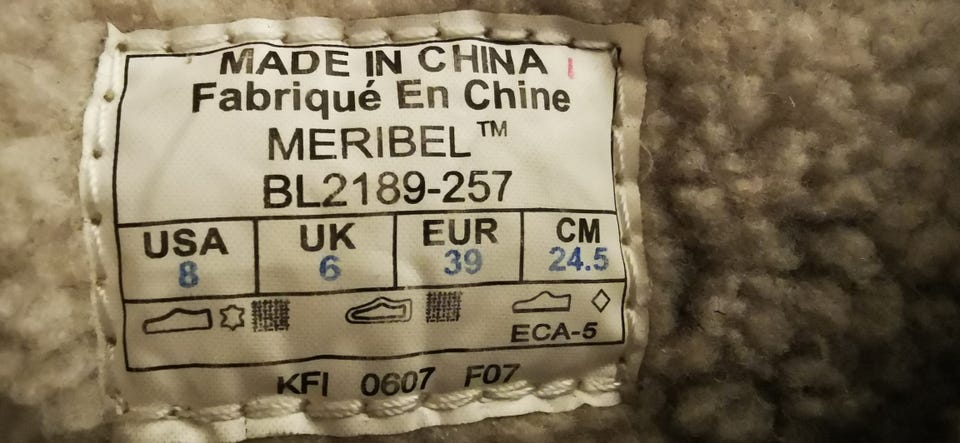 MADE IN CHINA
Fabriqué En Chine
MERIBEL™
BL2189-257
USA UK EUR CM
8 6 39 24.5
ECA-5
KFI 0607 F07